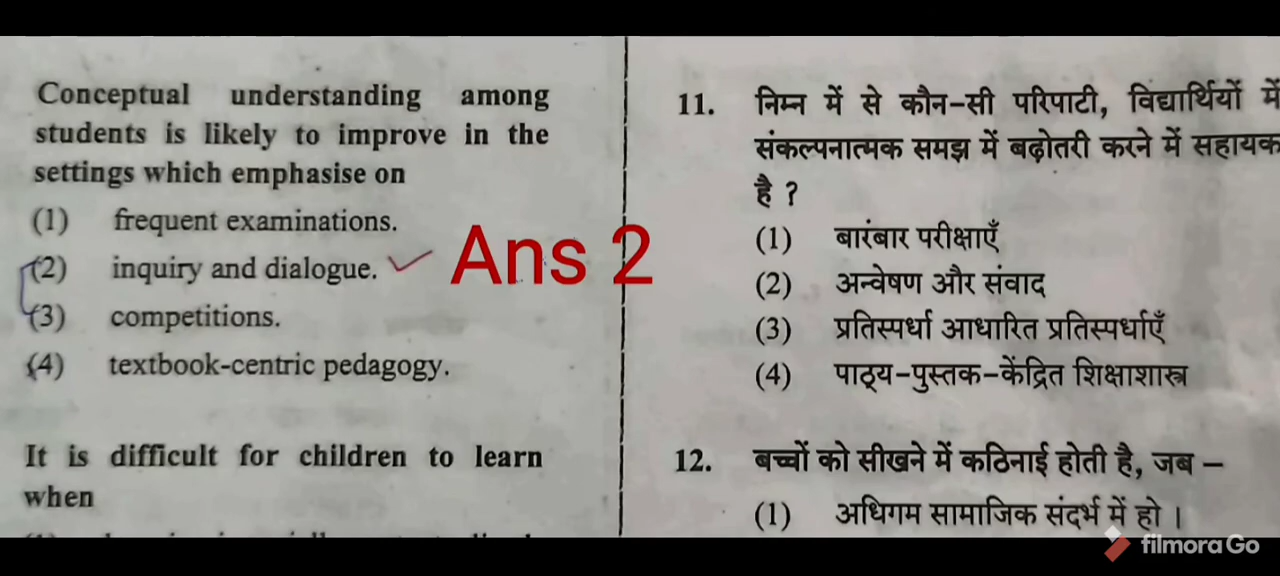 Conceptual understanding among
students is likely to improve in the
settings which emphasise on
(1) frequent examinations.
(2) inquiry and dialogue.
(3) competitions.
(4) textbook-centric pedagogy.
It is difficult for children to learn
when
Ans 2
11. निम्न में से कौन-सी परिपाटी, विद्यार्थियों में
संकल्पनात्मक समझ में बढ़ोतरी करने में सहायक
है ?
(1) बारंबार परीक्षाएँ
(2) अन्वेषण और संवाद
(3) प्रतिस्पर्धा आधारित प्रतिस्पर्धाएँ
(4) पाठ्य-पुस्तक-केंद्रित शिक्षाशास्त्र
12. बच्चों को सीखने में कठिनाई होती है, जब –
(1) अधिगम सामाजिक संदर्भ में हो ।
filmora Go